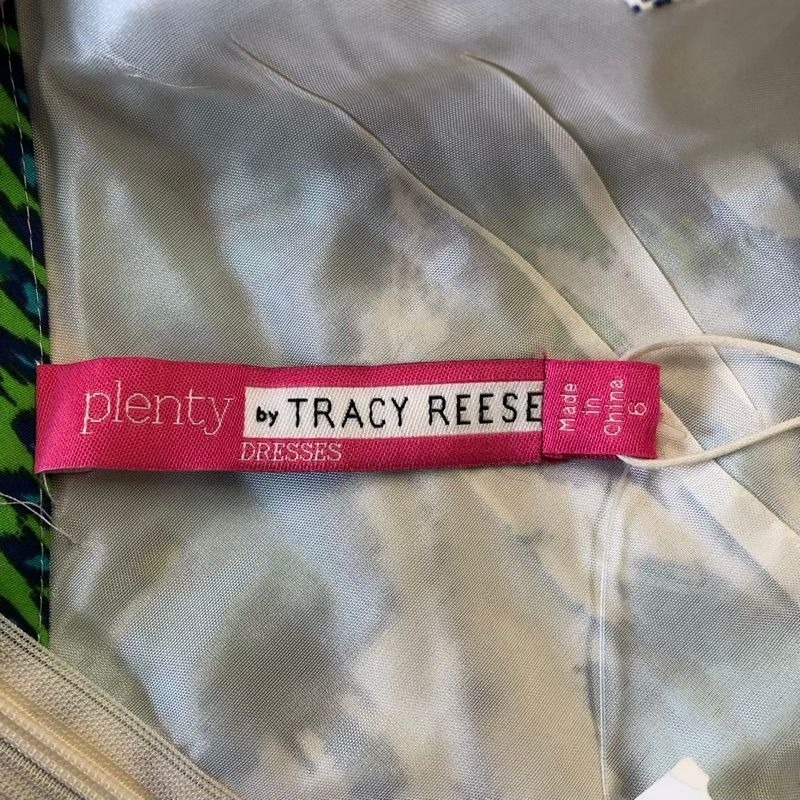 plenty by TRACY REESE
DRESSES
Made
in
china
6